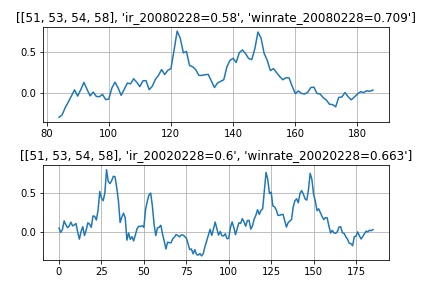 [[51, 53, 54, 58], 'ir_20080228=0.58', 'winrate_20080228=0.709']
0.5
0.0
80 100 120 140 160 180
[[51, 53, 54, 58], 'ir_20020228=0.6', 'winrate_20020228=0.663']
0.5
0.0
0 25 50 75 100 125 150 175